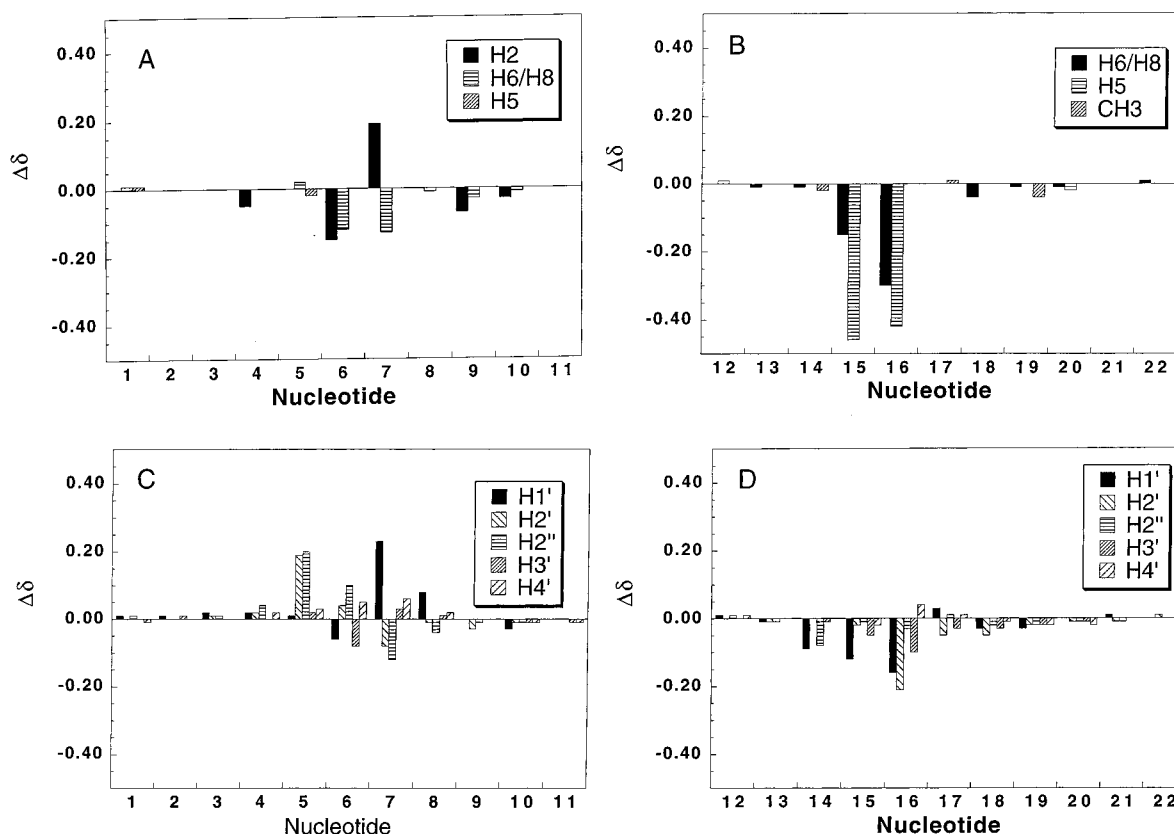 A
H2
H6/H8
H5
Δδ
0.40
0.20
0.00
-0.20
-0.40
1 2 3 4 5 6 7 8 9 10 11
Nucleotide
B
H6/H8
H5
CH3
Δδ
0.40
0.20
0.00
-0.20
-0.40
12 13 14 15 16 17 18 19 20 21 22
Nucleotide
C
H1'
H2'
H2"
H3'
H4'
Δδ
0.40
0.20
0.00
-0.20
-0.40
1 2 3 4 5 6 7 8 9 10 11
Nucleotide
D
H1'
H2'
H2"
H3'
H4'
Δδ
0.40
0.20
0.00
-0.20
-0.40
12 13 14 15 16 17 18 19 20 21 22
Nucleotide